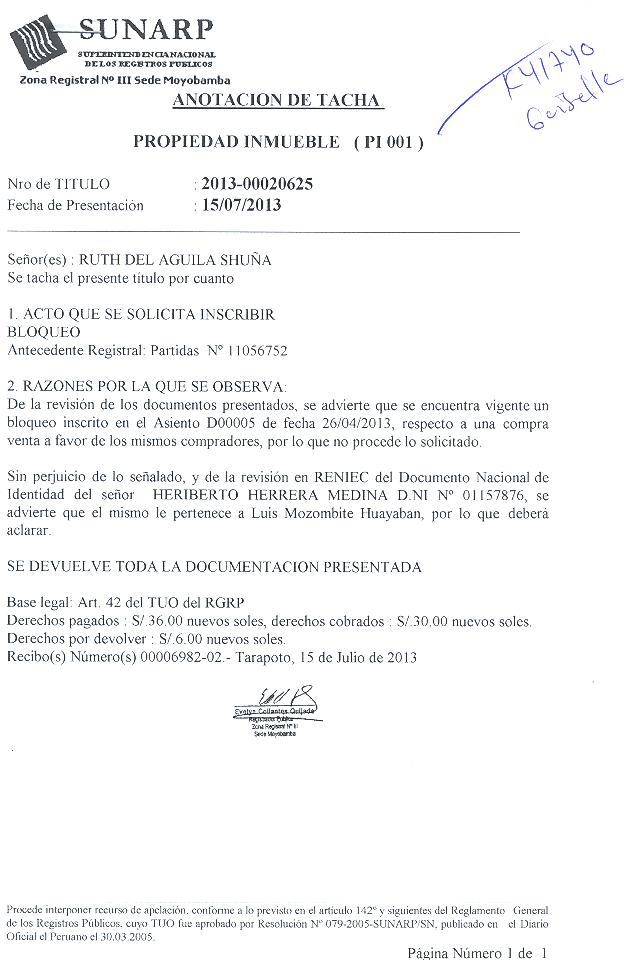 SUNARP
SUPERINTENDENCIA NACIONAL
DE LOS REGISTROS PUBLICOS
Zona Registral Nº III Sede Moyobamba
ANOTACION DE TACHA
K41740
PROPIEDAD INMUEBLE ( PI 001 )
Nro de TITULO : 2013-00020625
Fecha de Presentación : 15/07/2013
Señor(es) : RUTH DEL AGUILA SHUÑA
Se tacha el presente título por cuanto
1. ACTO QUE SE SOLICITA INSCRIBIR
BLOQUEO
Antecedente Registral: Partidas Nº 11056752
2. RAZONES POR LA QUE SE OBSERVA:
De la revisión de los documentos presentados, se advierte que se encuentra vigente un
bloqueo inscrito en el Asiento D00005 de fecha 26/04/2013, respecto a una compra
venta a favor de los mismos compradores, por lo que no procede lo solicitado.
Sin perjuicio de lo señalado, y de la revisión en RENIEC del Documento Nacional de
Identidad del señor HERIBERTO HERRERA MEDINA D.NI Nº 01157876, se
advierte que el mismo le pertenece a Luis Mozombite Huayaban, por lo que deberá
aclarar.
SE DEVUELVE TODA LA DOCUMENTACION PRESENTADA
Base legal: Art. 42 del TUO del RGRP
Derechos pagados : S/.36.00 nuevos soles, derechos cobrados : S/.30.00 nuevos soles.
Derechos por devolver : S/.6.00 nuevos soles.
Recibo(s) Número(s) 00006982-02.- Tarapoto, 15 de Julio de 2013
Evelyn Collantes Quijada
Registrador Público
Zona Registral Nº III
Sede Moyobamba
Procede interponer recurso de apelación, conforme a lo previsto en el artículo 142º y siguientes del Reglamento General
de los Registros Públicos, cuyo TUO fue aprobado por Resolución Nº 079-2005-SUNARP/SN, publicado en el Diario
Oficial el Peruano el 30.03.2005.
Página Número 1 de 1